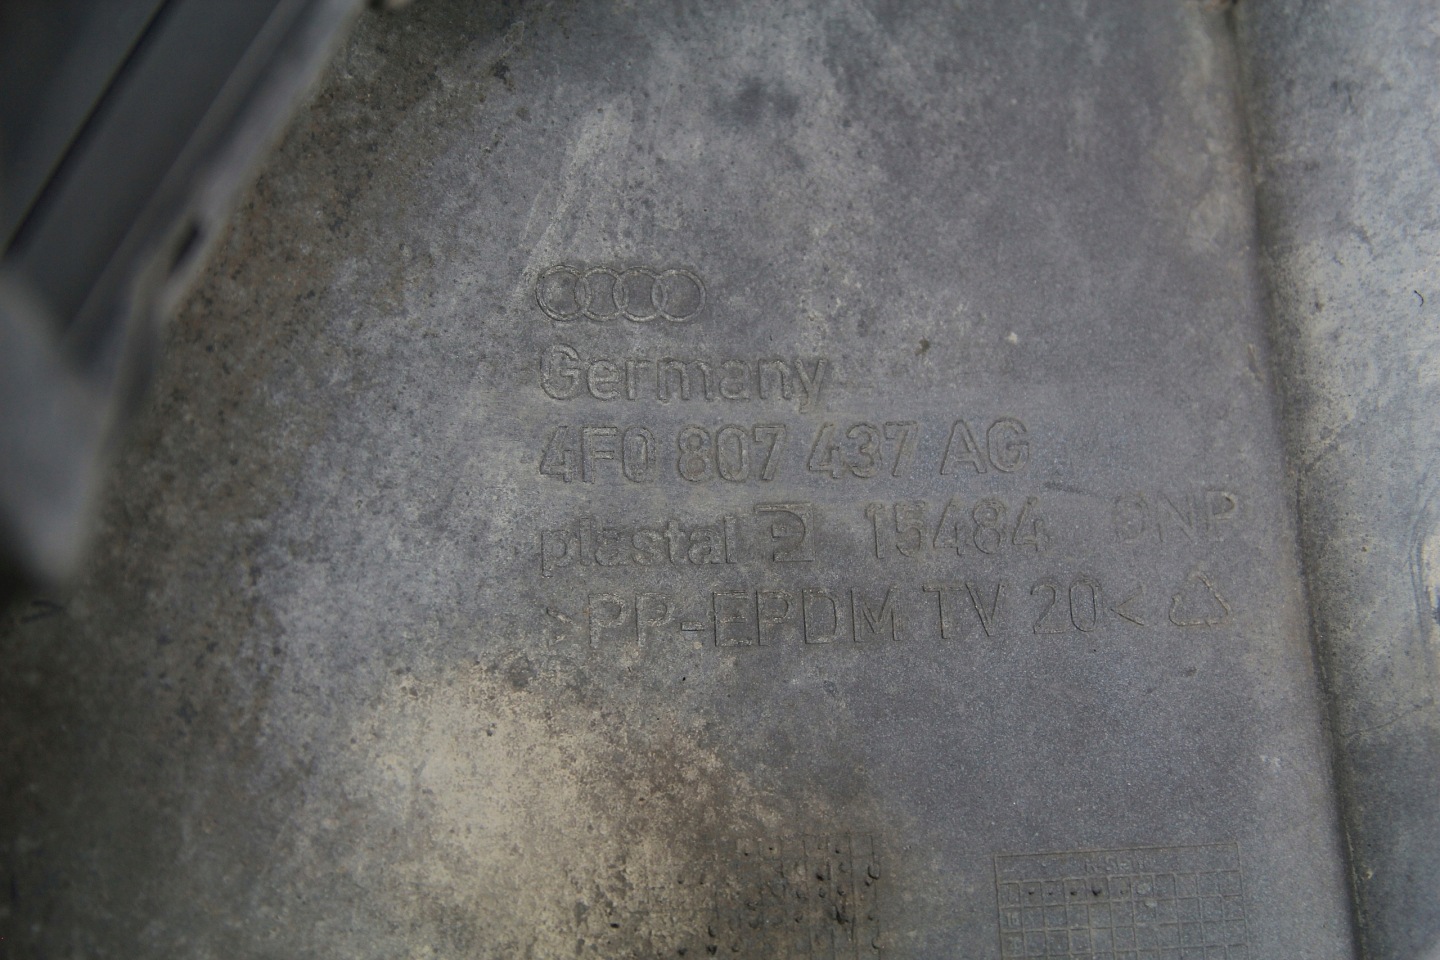 Germany
4F0 807 437 AG
plastal 15484 DNP
>PP-EPDM TV 20<